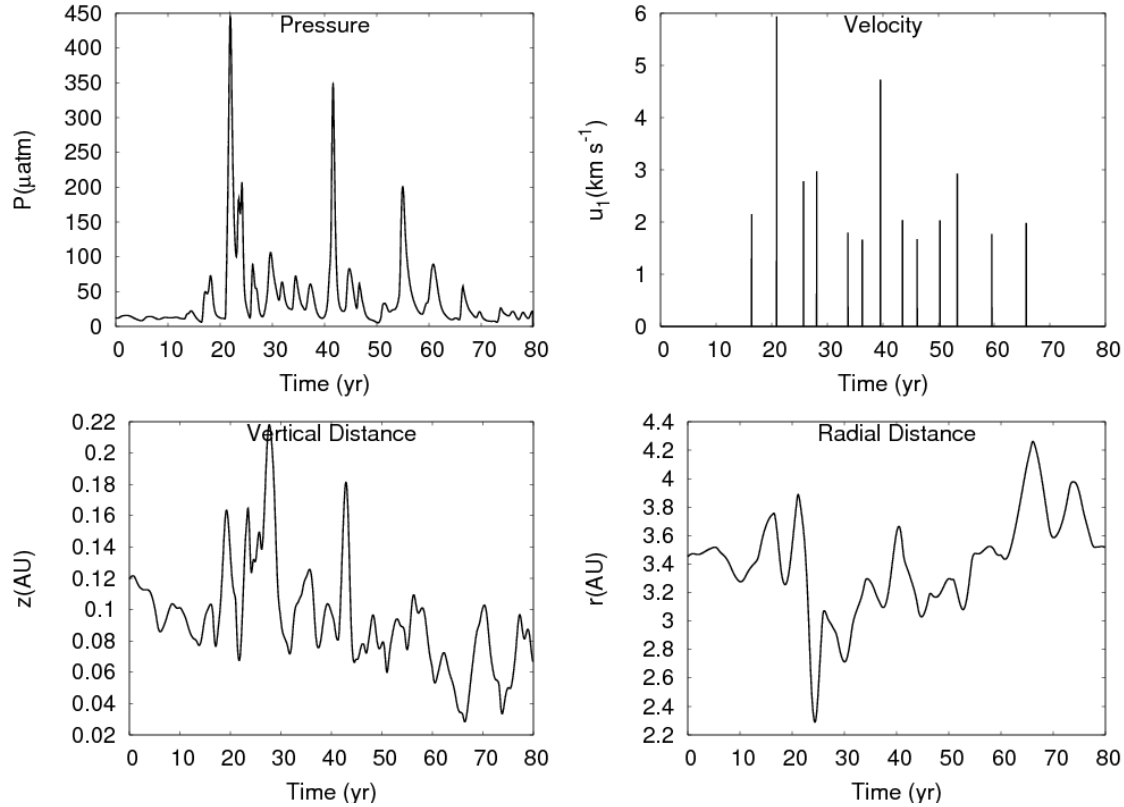 Pressure
P(μatm)
450
400
350
300
250
200
150
100
50
0
0 10 20 30 40 50 60 70 80
Time (yr)
Velocity
u1(km s-1)
6
5
4
3
2
1
0
0 10 20 30 40 50 60 70 80
Time (yr)
Vertical Distance
z(AU)
0.22
0.2
0.18
0.16
0.14
0.12
0.1
0.08
0.06
0.04
0.02
0 10 20 30 40 50 60 70 80
Time (yr)
Radial Distance
r(AU)
4.4
4.2
4
3.8
3.6
3.4
3.2
3
2.8
2.6
2.4
2.2
0 10 20 30 40 50 60 70 80
Time (yr)